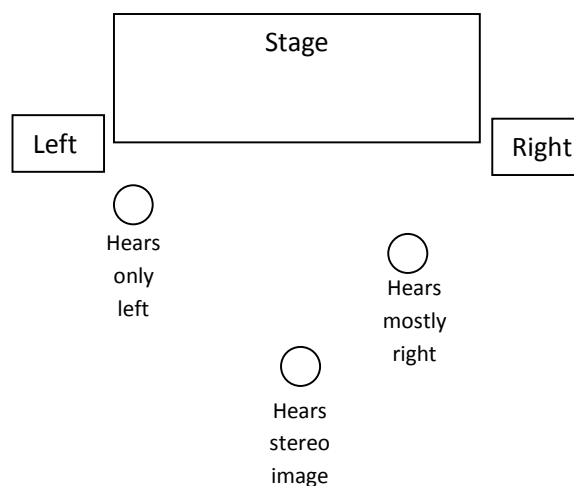 Stage
Left
Right
Hears
only
left
Hears
mostly
right
Hears
stereo
image